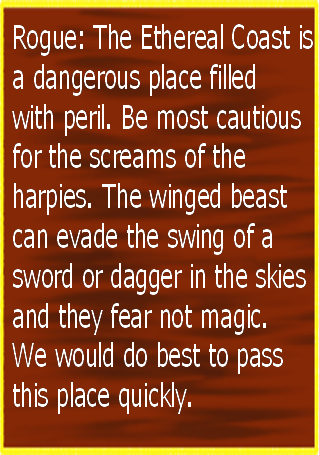 Rogue: The Ethereal Coast is
a dangerous place filled
with peril. Be most cautious
for the screams of the
harpies. The winged beast
can evade the swing of a
sword or dagger in the skies
and they fear not magic.
We would do best to pass
this place quickly.